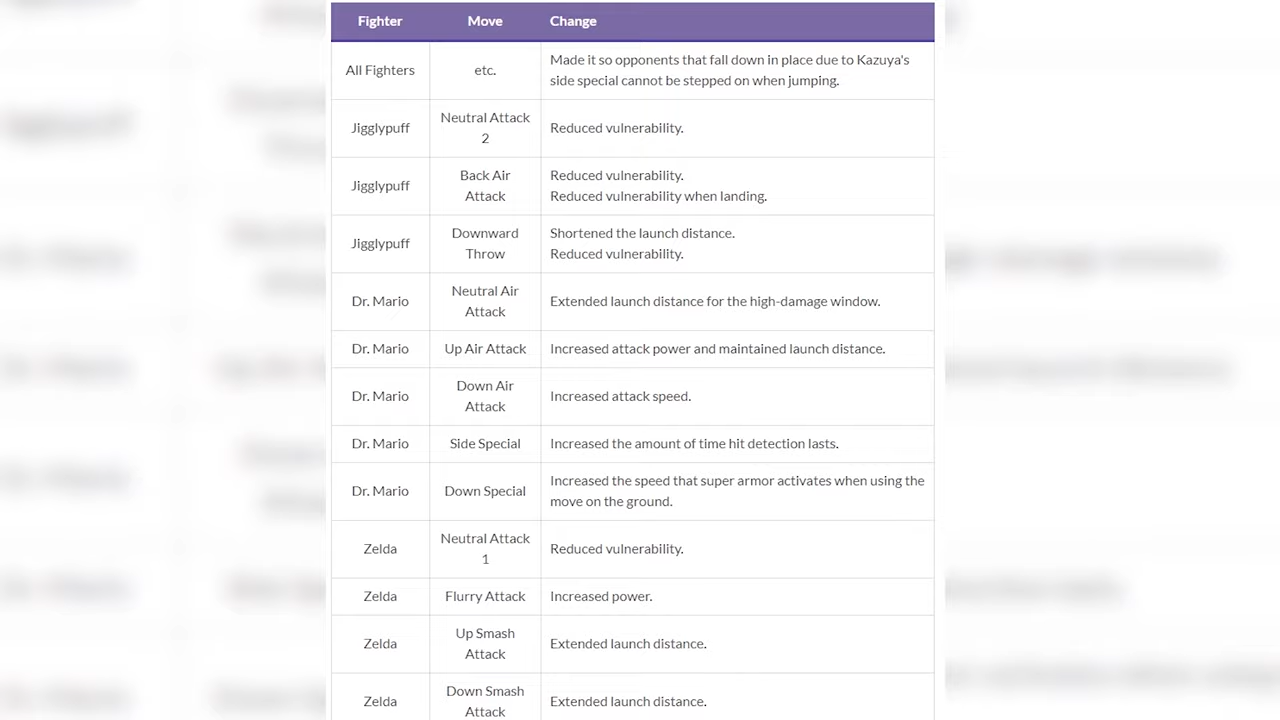 Fighter Move Change
All Fighters etc. Made it so opponents that fall down in place due to Kazuya's
side special cannot be stepped on when jumping.
Jigglypuff Neutral Attack
2 Reduced vulnerability.
Jigglypuff Back Air
Attack Reduced vulnerability.
Reduced vulnerability when landing.
Jigglypuff Downward
Throw Shortened the launch distance.
Reduced vulnerability.
Dr. Mario Neutral Air
Attack Extended launch distance for the high-damage window.
Dr. Mario Up Air Attack Increased attack power and maintained launch distance.
Dr. Mario Down Air
Attack Increased attack speed.
Dr. Mario Side Special Increased the amount of time hit detection lasts.
Dr. Mario Down Special Increased the speed that super armor activates when using the
move on the ground.
Zelda Neutral Attack
1 Reduced vulnerability.
Zelda Flurry Attack Increased power.
Zelda Up Smash
Attack Extended launch distance.
Zelda Down Smash
Attack Extended launch distance.